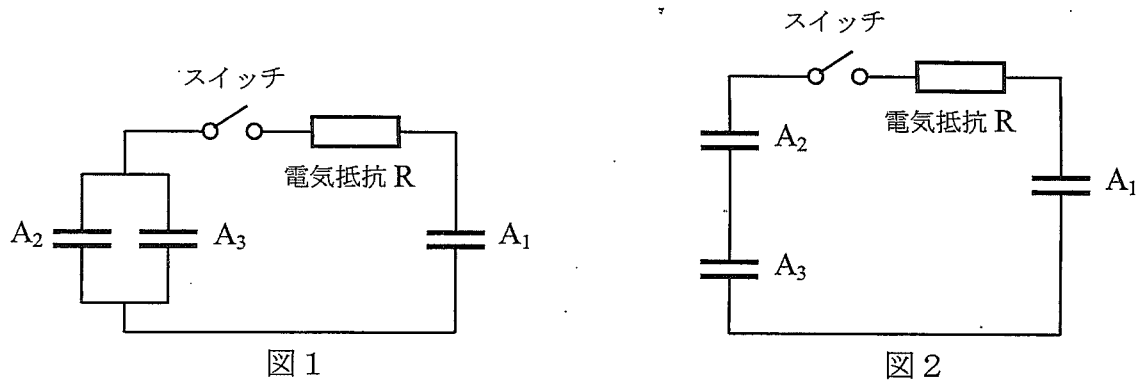 スイッチ
電気抵抗 R
A₂
A₃
A₁
図 1
スイッチ
電気抵抗 R
A₂
A₁
A₃
図 2